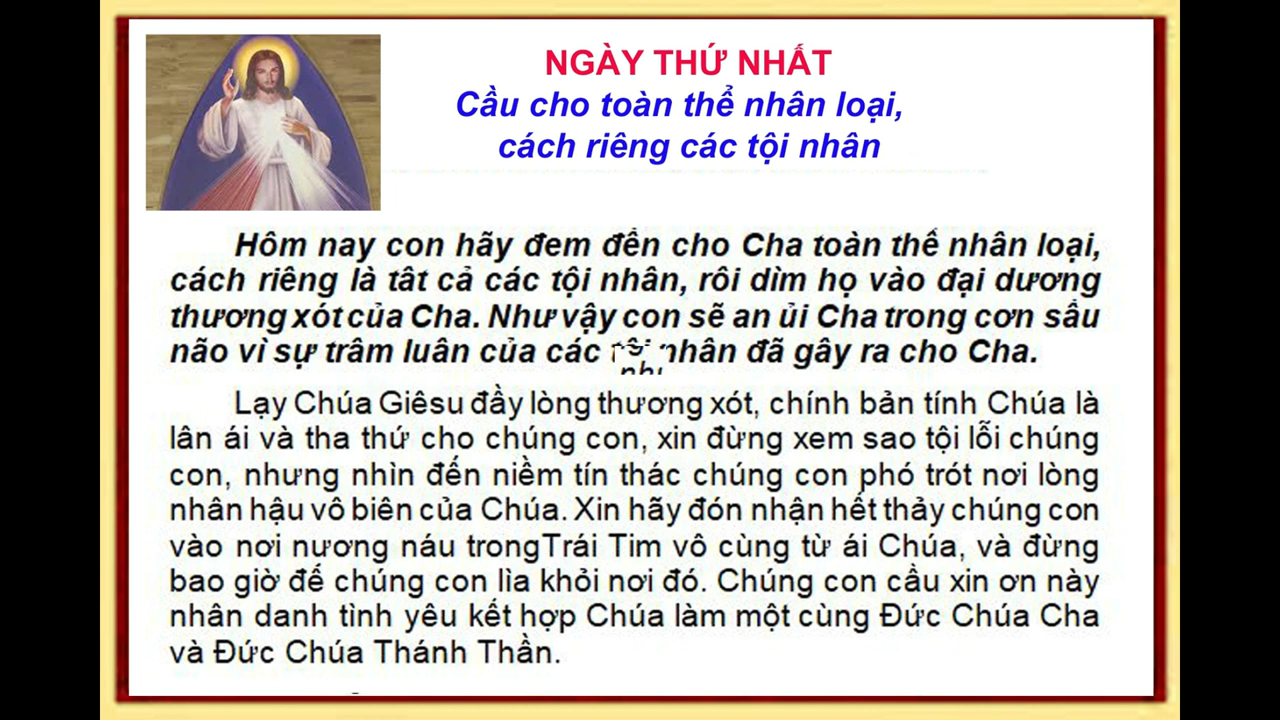 NGÀY THỨ NHẤT
Cầu cho toàn thể nhân loại,
cách riêng các tội nhân
Hôm nay con hãy đem đến cho Cha toàn thể nhân loại,
cách riêng là tất cả các tội nhân, rồi dìm họ vào đại dương
thương xót của Cha. Như vậy con sẽ an ủi Cha trong cơn sầu
não vì sự trầm luân của các nhân đã gây ra cho Cha.
Lạy Chúa Giêsu đầy lòng thương xót, chính bản tính Chúa là
lân ái và tha thứ cho chúng con, xin đừng xem sao tội lỗi chúng
con, nhưng nhìn đến niềm tín thác chúng con phó trót nơi lòng
nhân hậu vô biên của Chúa. Xin hãy đón nhận hết thảy chúng con
vào nơi nương náu trongTrái Tim vô cùng từ ái Chúa, và đừng
bao giờ để chúng con lìa khỏi nơi đó. Chúng con cầu xin ơn này
nhân danh tình yêu kết hợp Chúa làm một cùng Đức Chúa Cha
và Đức Chúa Thánh Thần.